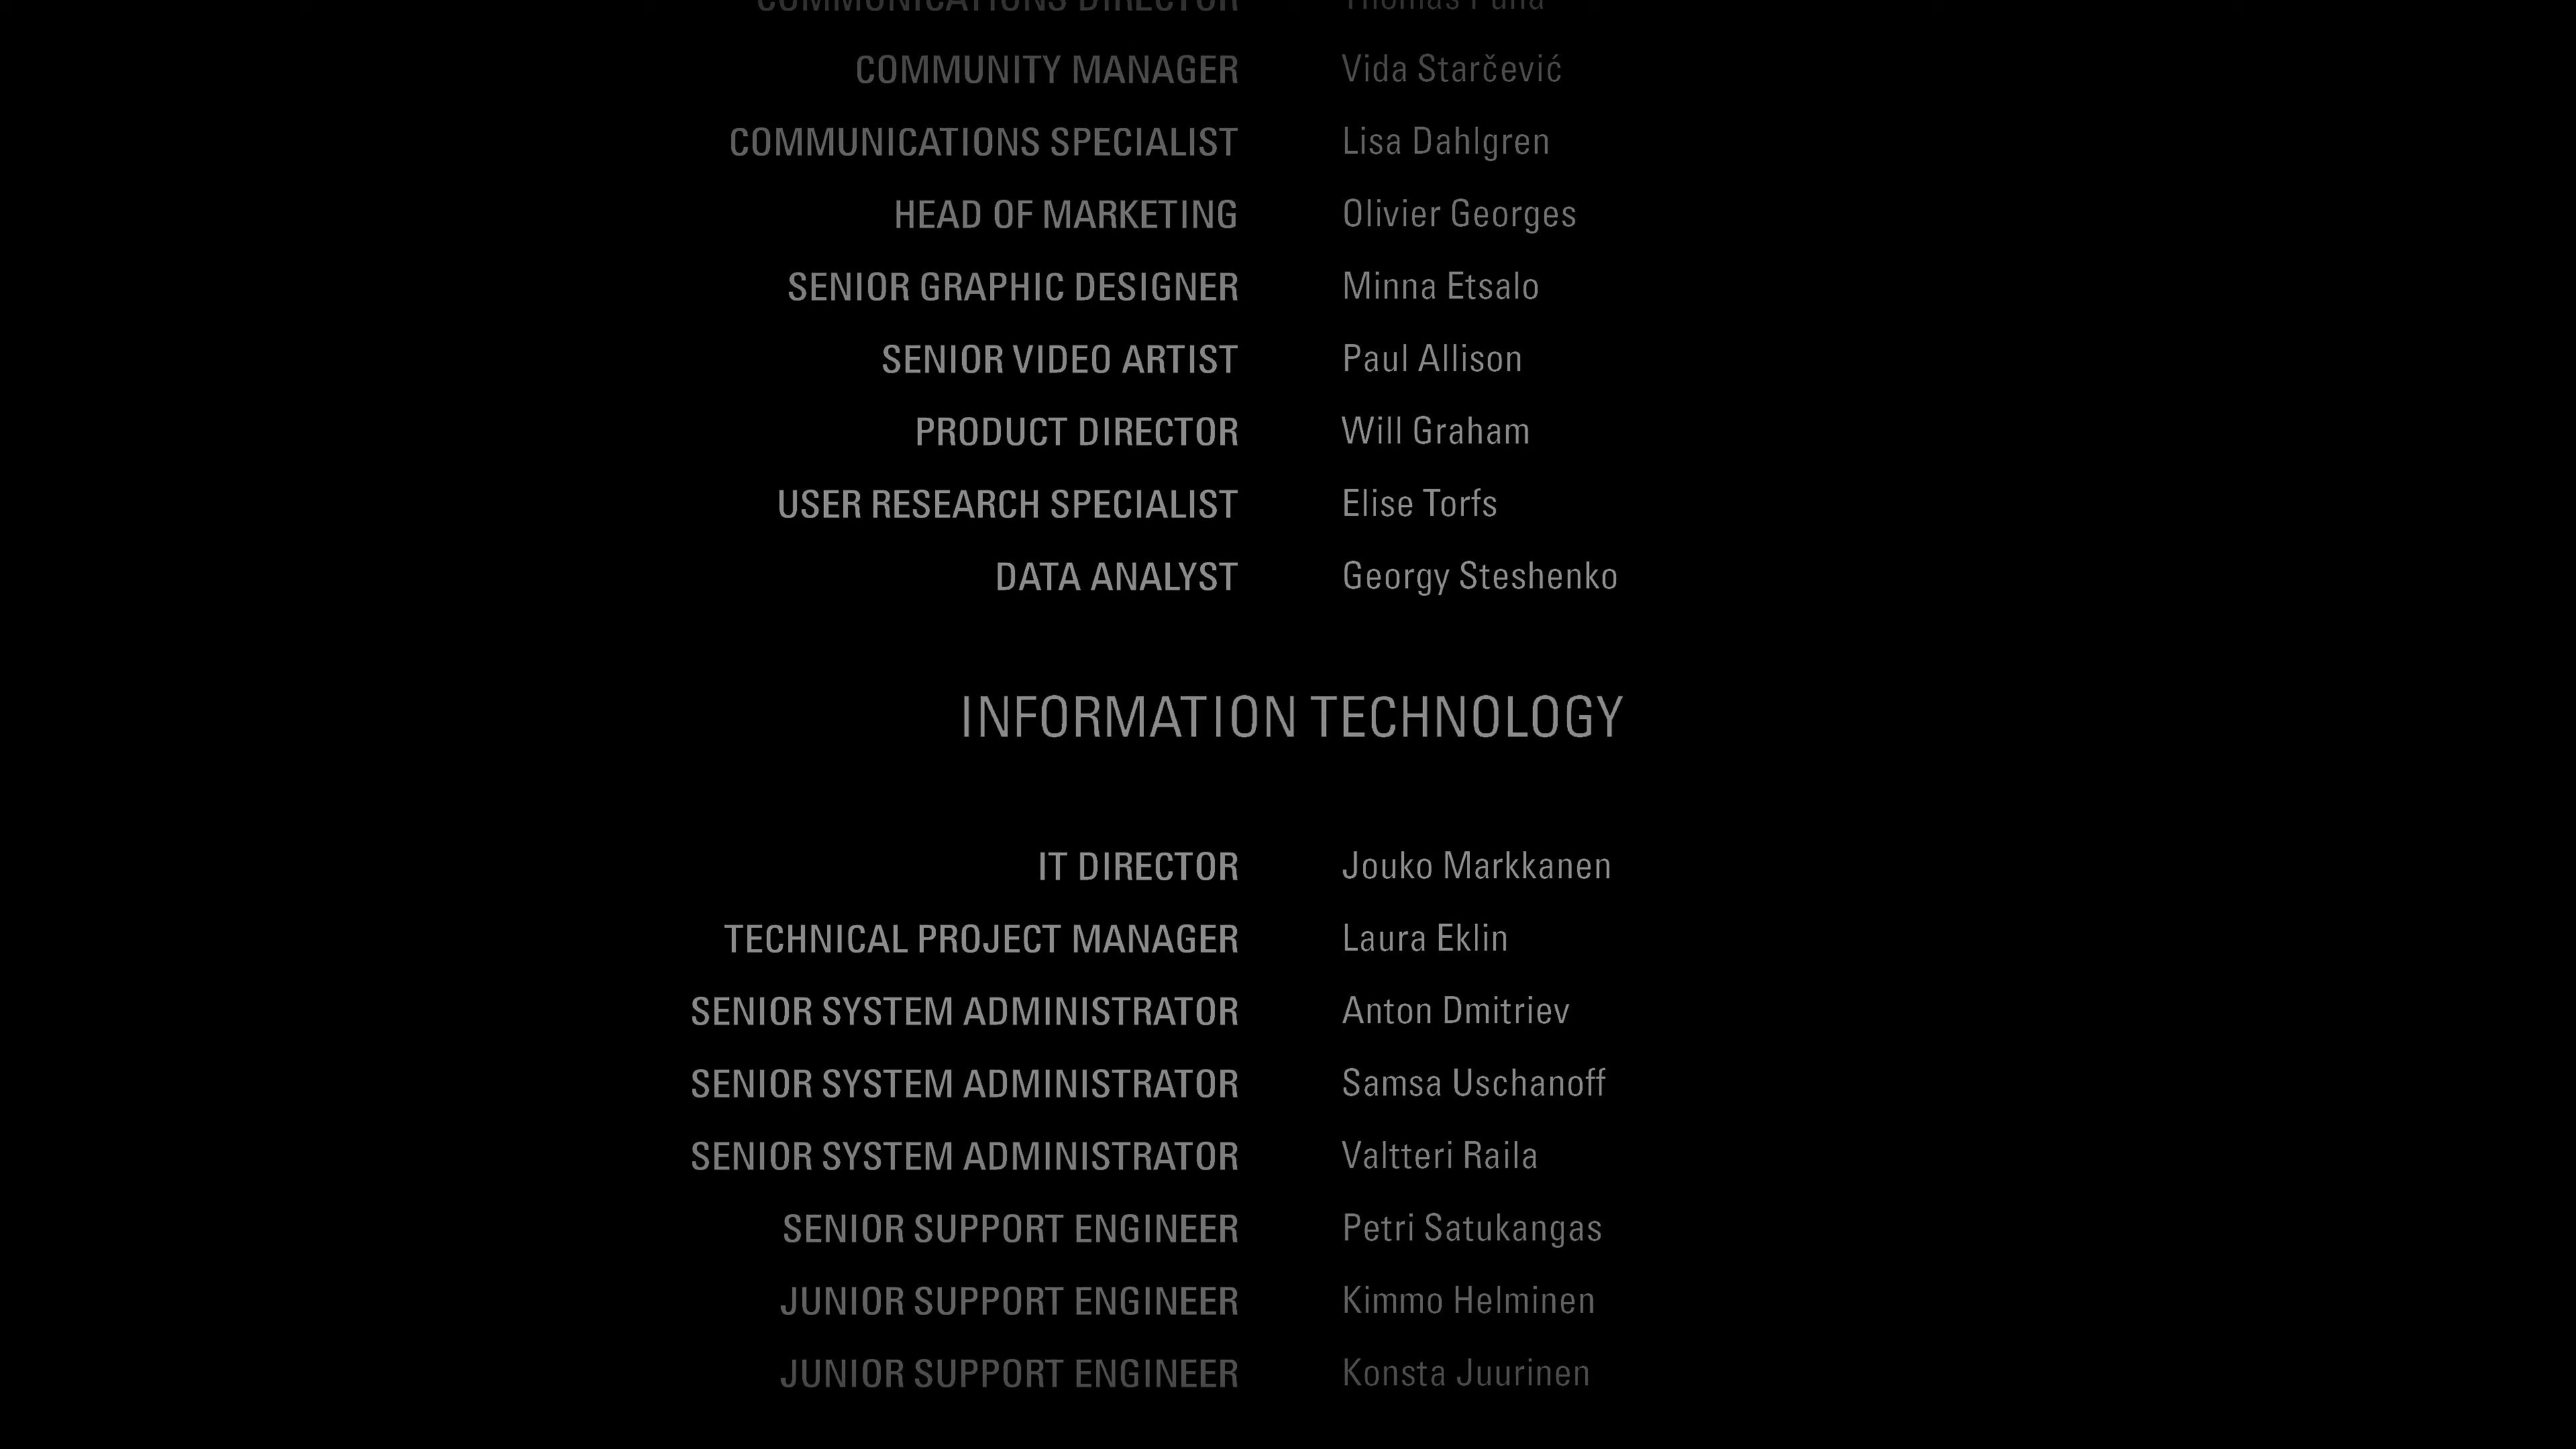 COMMUNICATIONS DIRECTOR Thomas Puha
COMMUNITY MANAGER Vida Starčević
COMMUNICATIONS SPECIALIST Lisa Dahlgren
HEAD OF MARKETING Olivier Georges
SENIOR GRAPHIC DESIGNER Minna Etsalo
SENIOR VIDEO ARTIST Paul Allison
PRODUCT DIRECTOR Will Graham
USER RESEARCH SPECIALIST Elise Torfs
DATA ANALYST Georgy Steshenko
INFORMATION TECHNOLOGY
IT DIRECTOR Jouko Markkanen
TECHNICAL PROJECT MANAGER Laura Eklin
SENIOR SYSTEM ADMINISTRATOR Anton Dmitriev
SENIOR SYSTEM ADMINISTRATOR Samsa Uschanoff
SENIOR SYSTEM ADMINISTRATOR Valtteri Raila
SENIOR SUPPORT ENGINEER Petri Satukangas
JUNIOR SUPPORT ENGINEER Kimmo Helminen
JUNIOR SUPPORT ENGINEER Konsta Juurinen